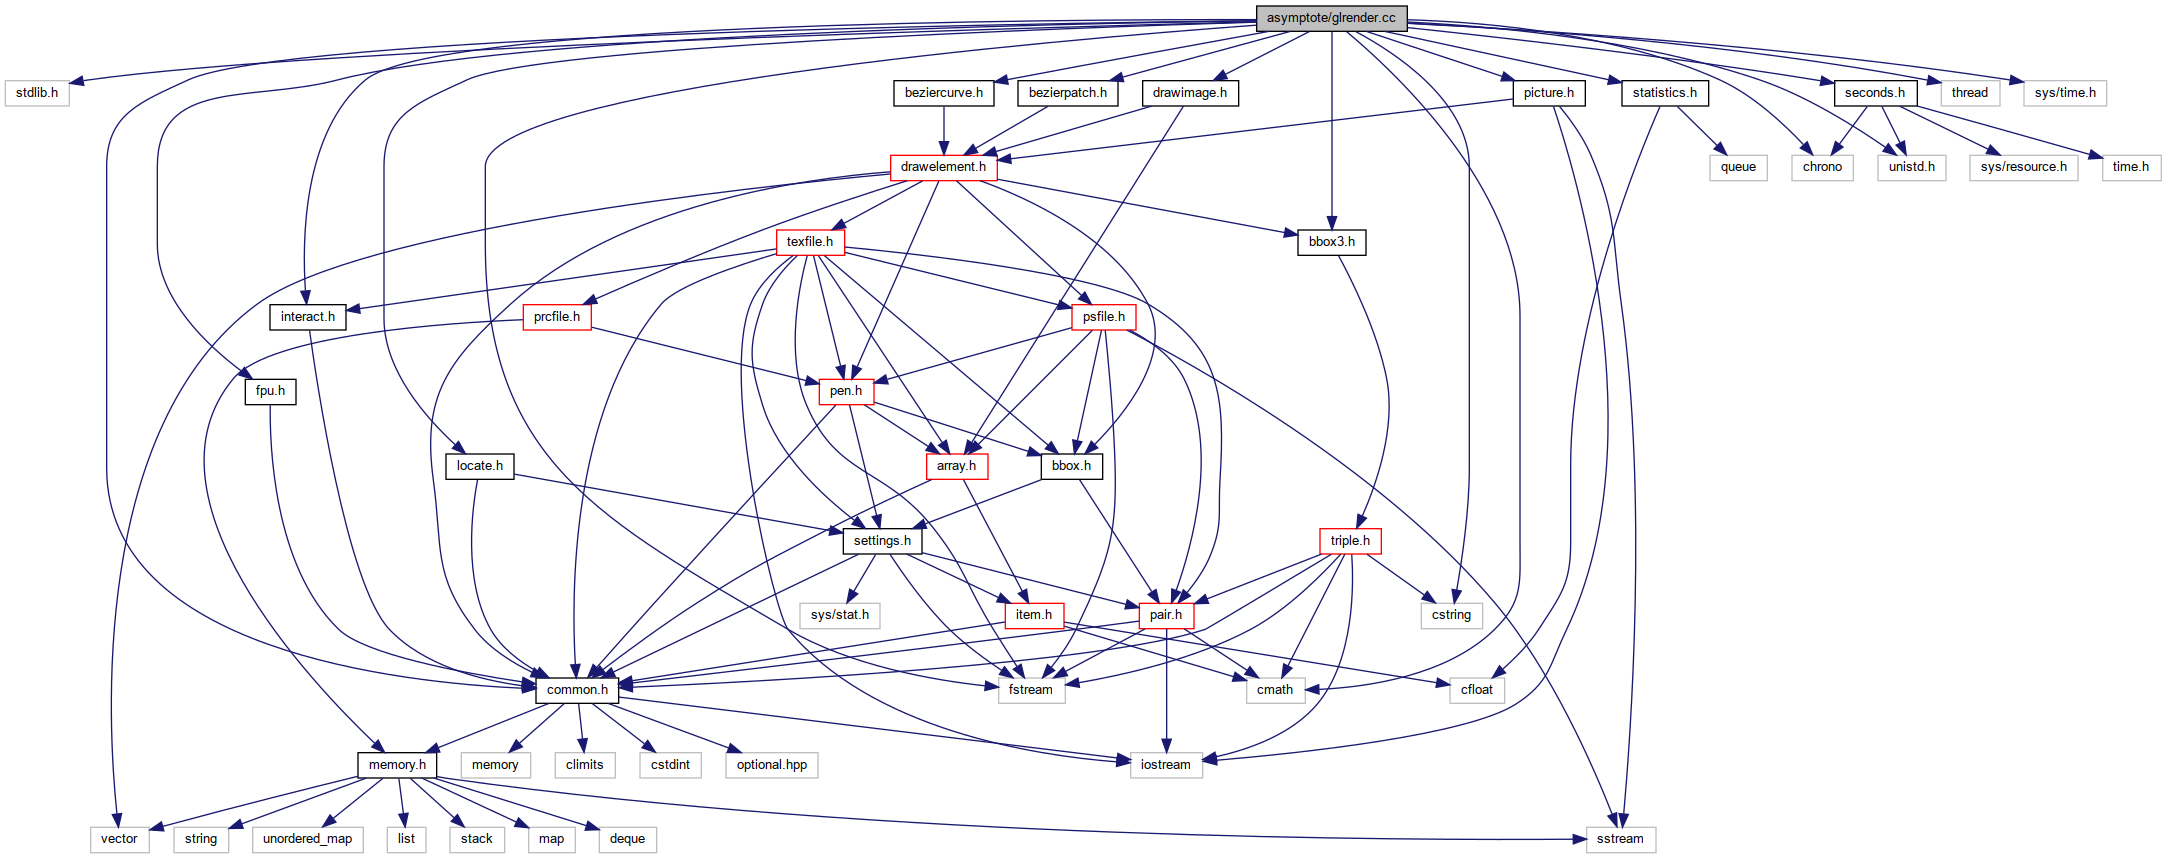 asymptote/glrender.cc
stdlib.h
beziercurve.h
bezierpatch.h
drawimage.h
picture.h
statistics.h
seconds.h
thread
sys/time.h
drawelement.h
queue
chrono
unistd.h
sys/resource.h
time.h
texfile.h
bbox3.h
interact.h
prcfile.h
psfile.h
fpu.h
pen.h
locate.h
array.h
bbox.h
settings.h
triple.h
sys/stat.h
item.h
pair.h
cstring
common.h
fstream
cmath
cfloat
memory.h
memory
climits
cstdint
optional.hpp
iostream
vector
string
unordered_map
list
stack
map
deque
sstream